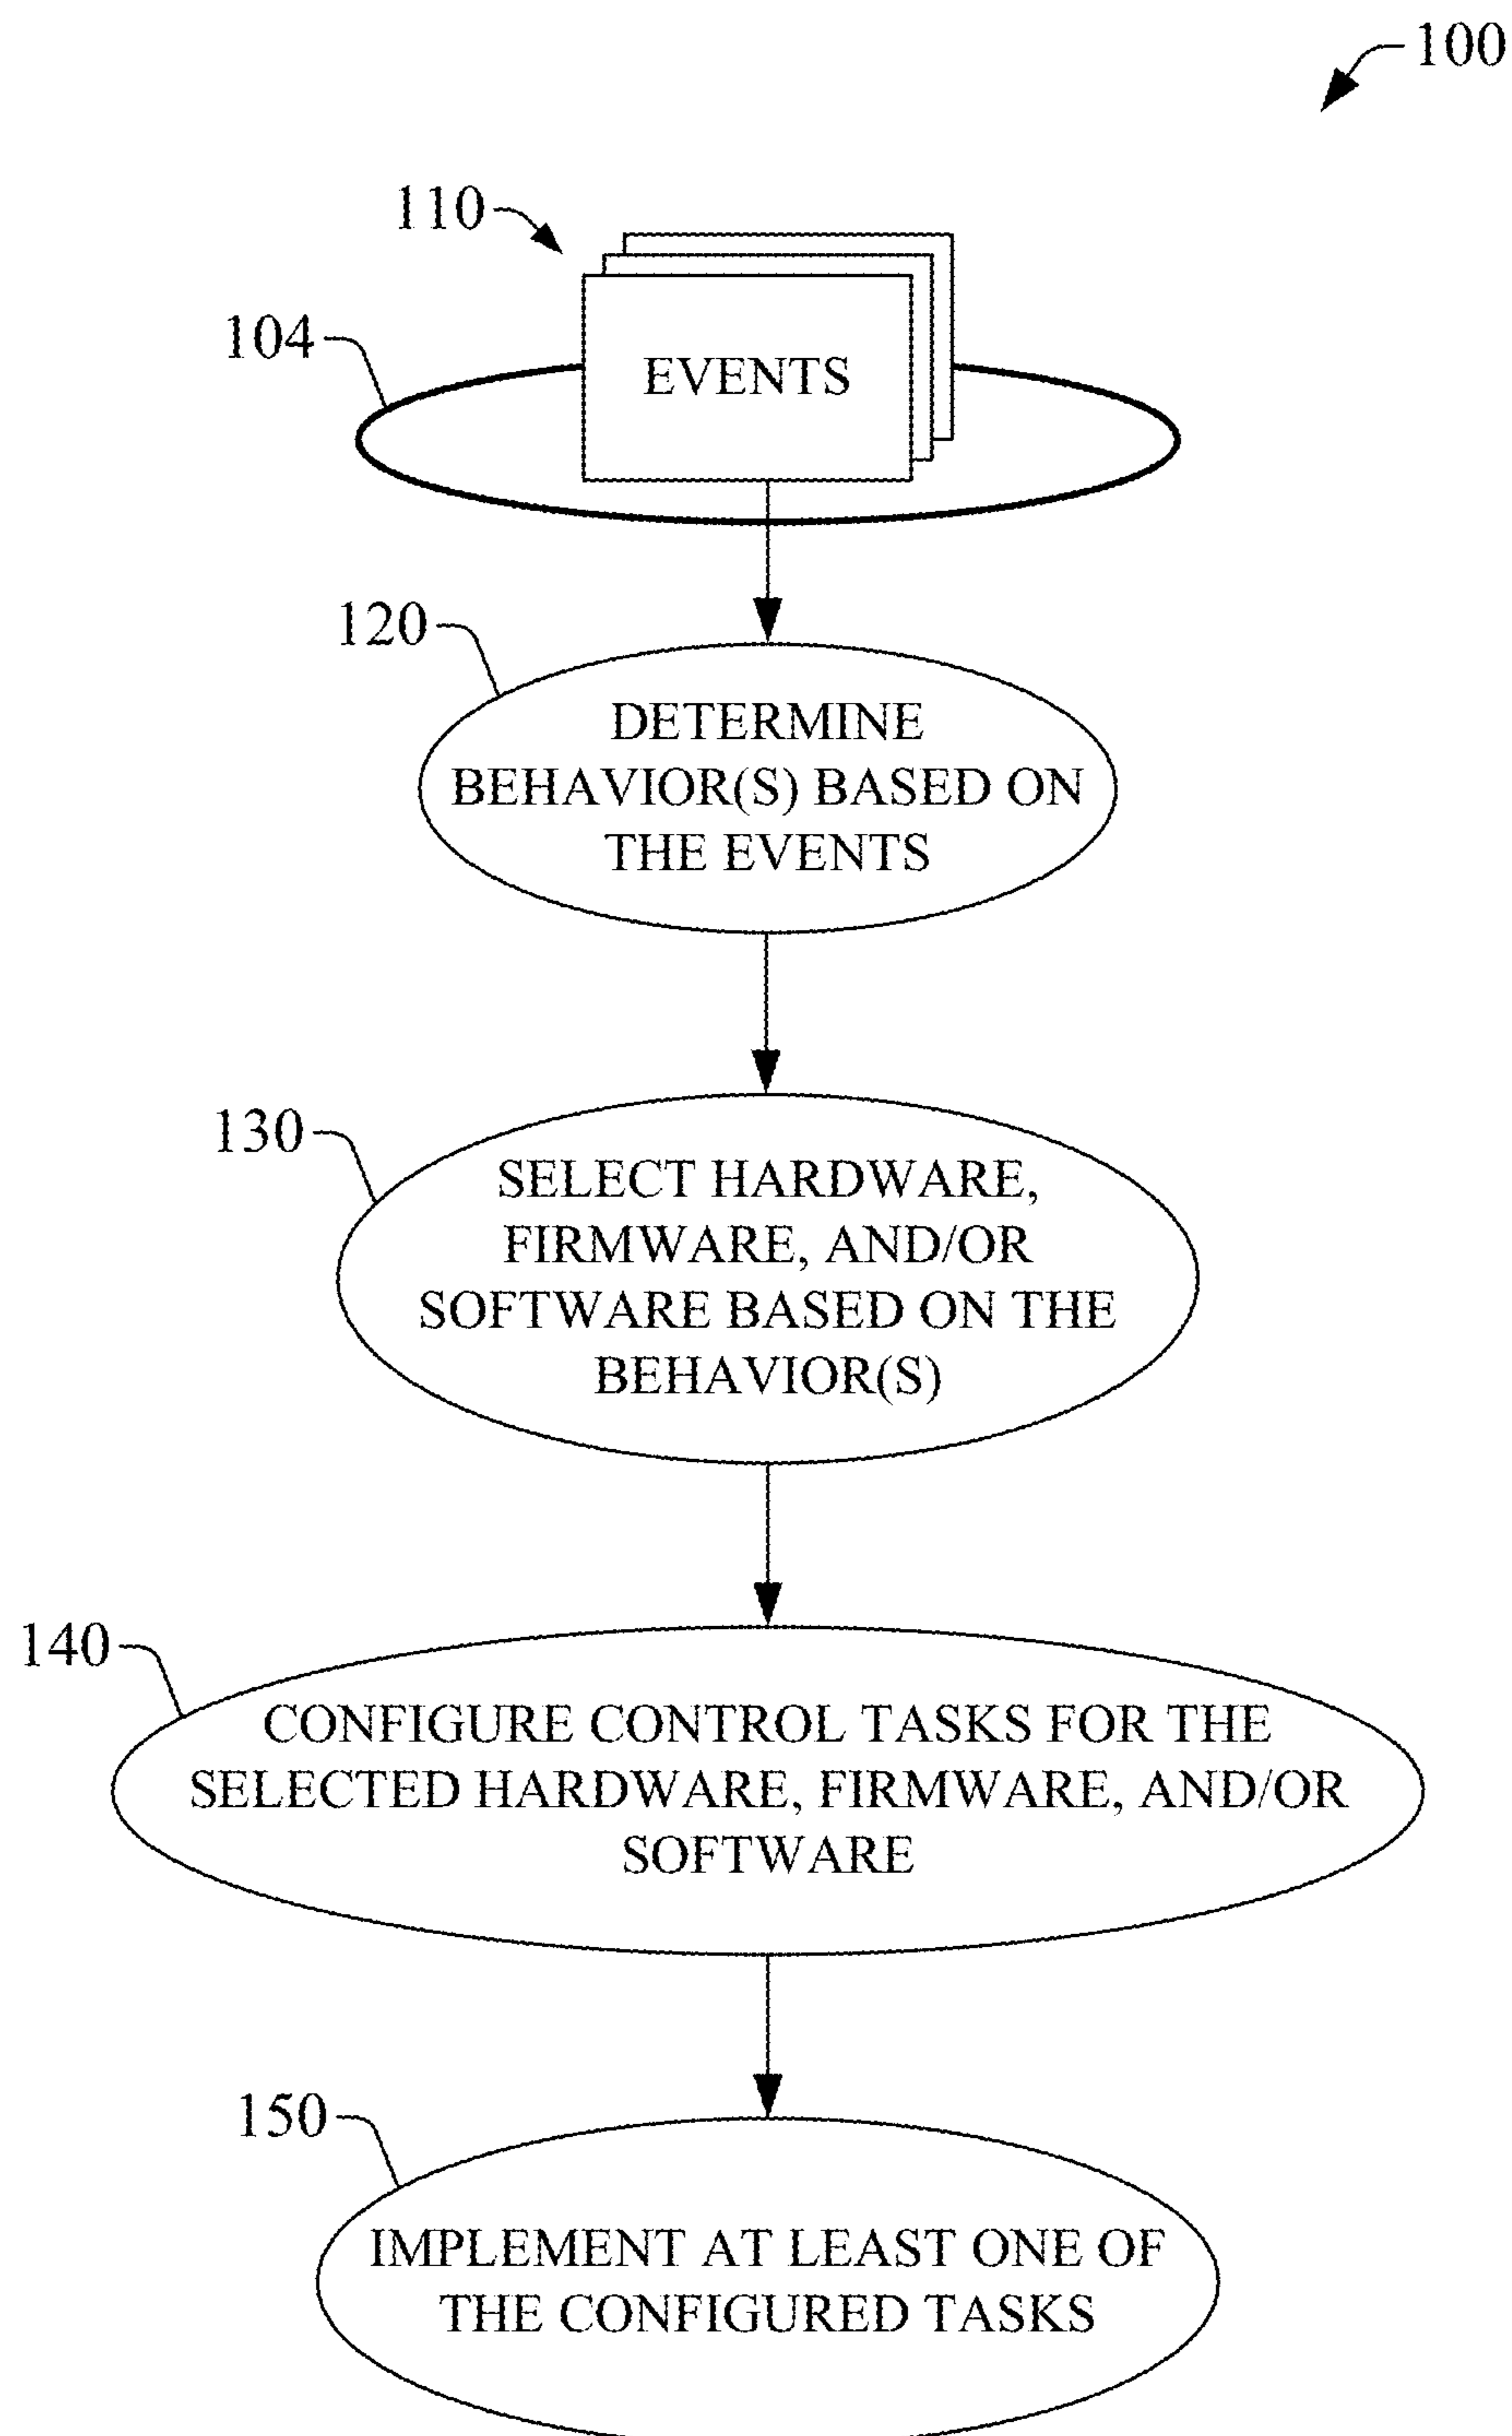 100
110
104
EVENTS
120
DETERMINE
BEHAVIOR(S) BASED ON
THE EVENTS
130
SELECT HARDWARE,
FIRMWARE, AND/OR
SOFTWARE BASED ON THE
BEHAVIOR(S)
140
CONFIGURE CONTROL TASKS FOR THE
SELECTED HARDWARE, FIRMWARE, AND/OR
SOFTWARE
150
IMPLEMENT AT LEAST ONE OF
THE CONFIGURED TASKS